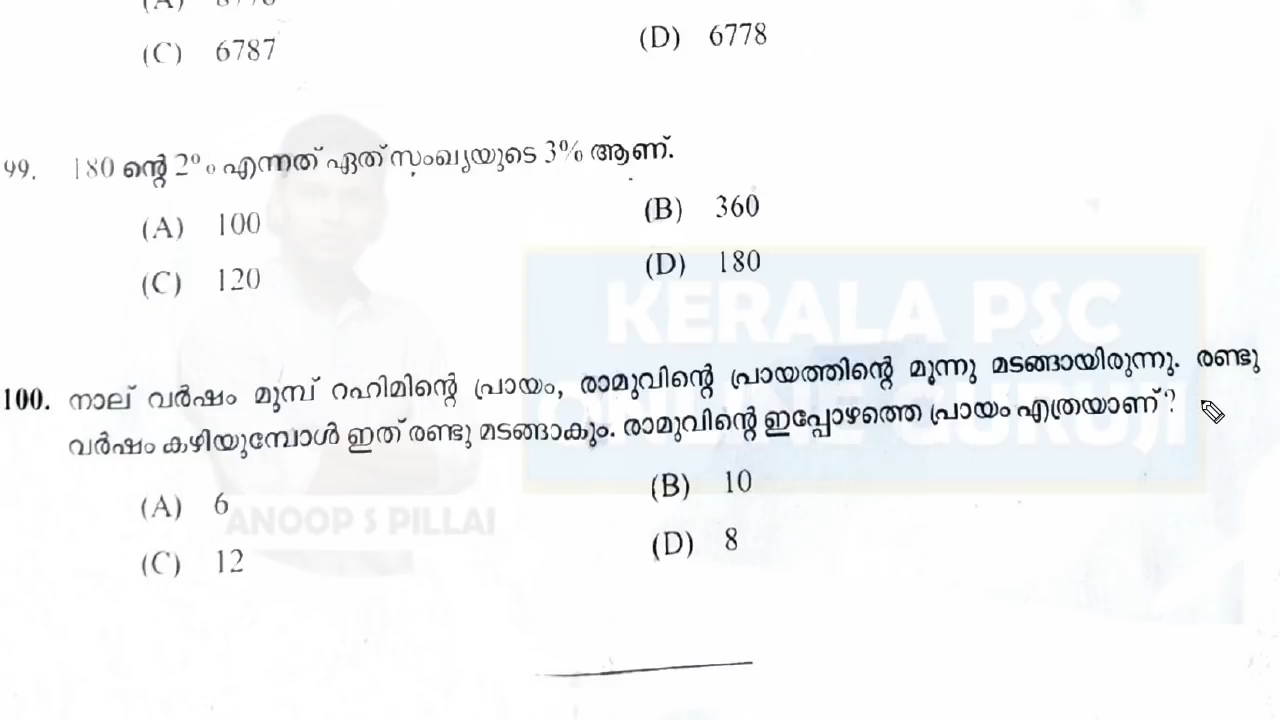 (C) 6787 (D) 6778
99. 180 ന്റെ 2% എന്നത് ഏത് സംഖ്യയുടെ 3% ആണ്.
(A) 100 (B) 360
(C) 120 (D) 180
KERALA PSC
ONLINE GURUJI
100. നാല് വർഷം മുമ്പ് റഹിമിന്റെ പ്രായം, രാമുവിന്റെ പ്രായത്തിന്റെ മൂന്നു മടങ്ങായിരുന്നു. രണ്ടു
വർഷം കഴിയുമ്പോൾ ഇത് രണ്ടു മടങ്ങാകും. രാമുവിന്റെ ഇപ്പോഴത്തെ പ്രായം എത്രയാണ് ?
(A) 6 (B) 10
ANOOP S PILLAI
(C) 12 (D) 8